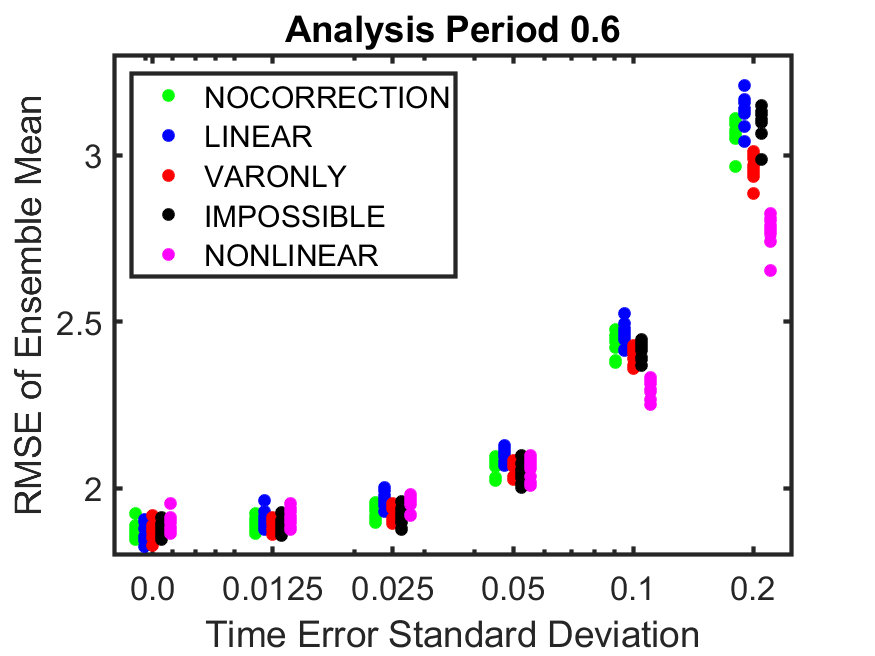 Analysis Period 0.6
RMSE of Ensemble Mean
3
2.5
2
NOCORRECTION
LINEAR
VARONLY
IMPOSSIBLE
NONLINEAR
0.0 0.0125 0.025 0.05 0.1 0.2
Time Error Standard Deviation